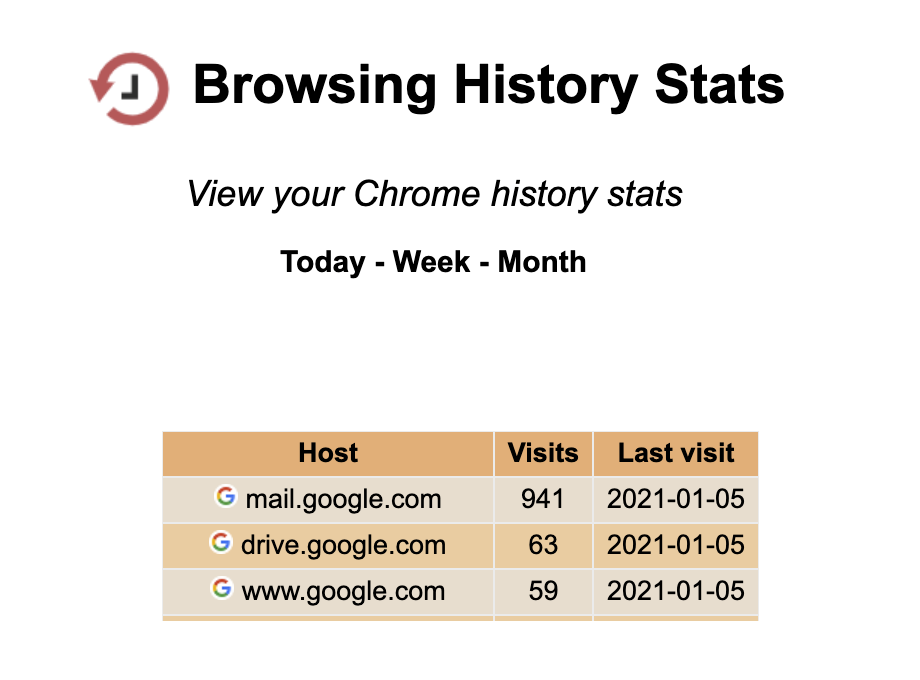 Browsing History Stats
View your Chrome history stats
Today - Week - Month
Host Visits Last visit
mail.google.com 941 2021-01-05
drive.google.com 63 2021-01-05
www.google.com 59 2021-01-05